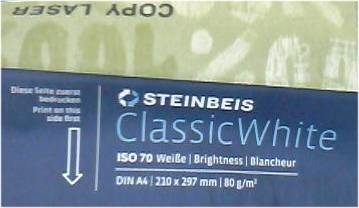 COPY LASER
Diese Seite zuerst
bedrucken
Print on this
side first
STEINBEIS
ClassicWhite
ISO 70 Weiße | Brightness | Blancheur
DIN A4 | 210 x 297 mm | 80 g/m²